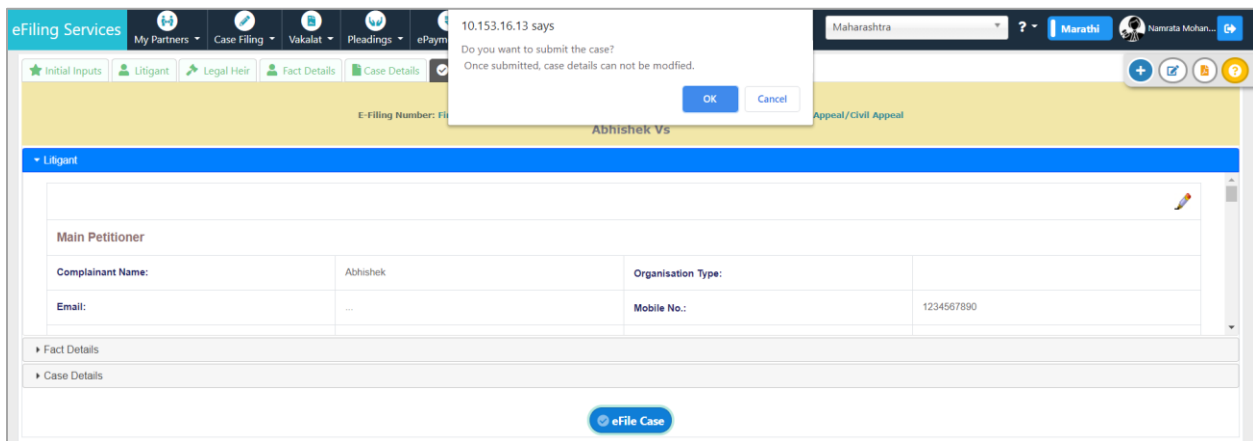 eFiling Services
My Partners
Case Filing
Vakalat
Pleadings
10.153.16.13 says
Do you want to submit the case?
Once submitted, case details can not be modfied.
OK
Cancel
Maharashtra
?
Marathi
Namrata Mohan...
Initial Inputs
Litigant
Legal Heir
Fact Details
Case Details
E-Filing Number:
Appeal/Civil Appeal
Abhishek Vs
Litigant
Main Petitioner
Complainant Name: Abhishek Organisation Type:
Email: ... Mobile No.: 1234567890
Fact Details
Case Details
eFile Case